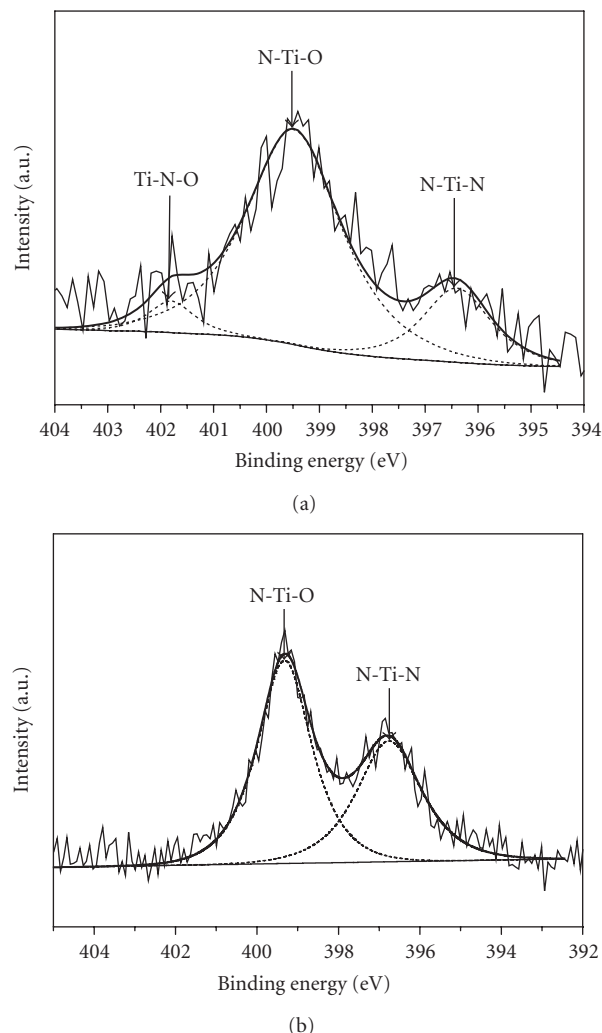 N-Ti-O
Ti-N-O
N-Ti-N
Intensity (a.u.)
404 403 402 401 400 399 398 397 396 395 394
Binding energy (eV)
(a)
N-Ti-O
N-Ti-N
Intensity (a.u.)
404 402 400 398 396 394 392
Binding energy (eV)
(b)